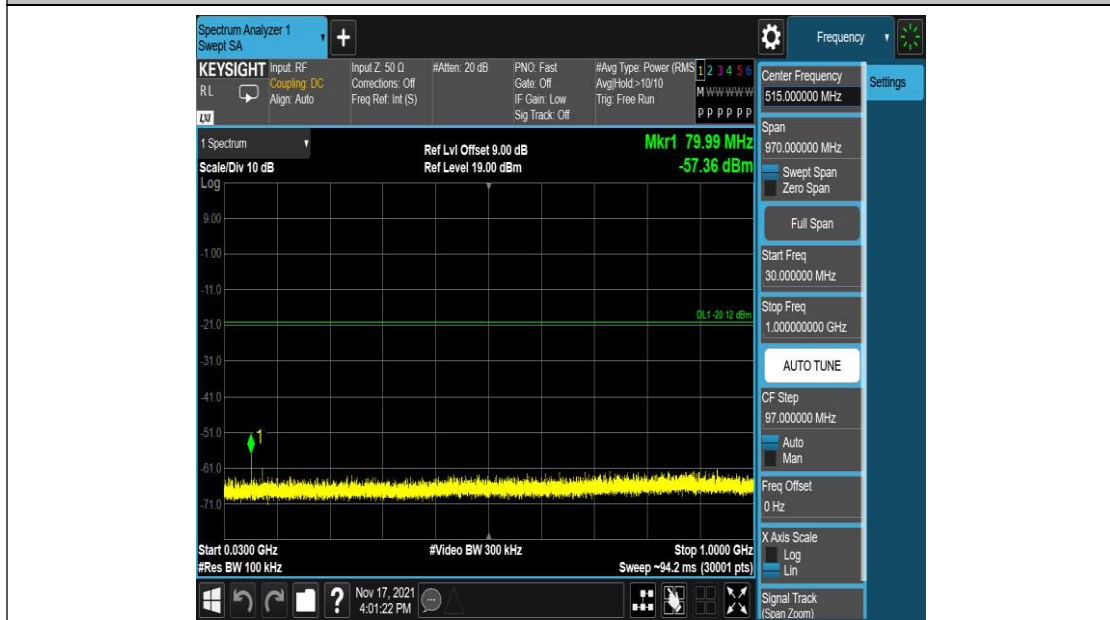 Spectrum Analyzer 1
Swept SA
+
Frequency
KEYSIGHT
RL
LXI
Input: RF
Coupling: DC
Align: Auto
Input Z: 50 Ω
Corrections: Off
Freq Ref: Int (S)
#Atten: 20 dB
PNO: Fast
Gate: Off
IF Gain: Low
Sig Track: Off
#Avg Type: Power (RMS
Avg|Hold:>10/10
Trig: Free Run
1 2 3 4 5 6
M W W W W W
P P P P P P
1 Spectrum
Scale/Div 10 dB
Log
Ref Lvl Offset 9.00 dB
Ref Level 19.00 dBm
Mkr1 79.99 MHz
-57.36 dBm
9.00
-1.00
-11.0
-21.0
-31.0
-41.0
-51.0
-61.0
-71.0
DL1 -20.12 dBm
1
Start 0.0300 GHz
#Res BW 100 kHz
#Video BW 300 kHz
Stop 1.0000 GHz
Sweep ~94.2 ms (30001 pts)
?
Nov 17, 2021
4:01:22 PM
Center Frequency
515.000000 MHz
Settings
Span
970.000000 MHz
Swept Span
Zero Span
Full Span
Start Freq
30.000000 MHz
Stop Freq
1.000000000 GHz
AUTO TUNE
CF Step
97.000000 MHz
Auto
Man
Freq Offset
0 Hz
X Axis Scale
Log
Lin
Signal Track
(Span Zoom)